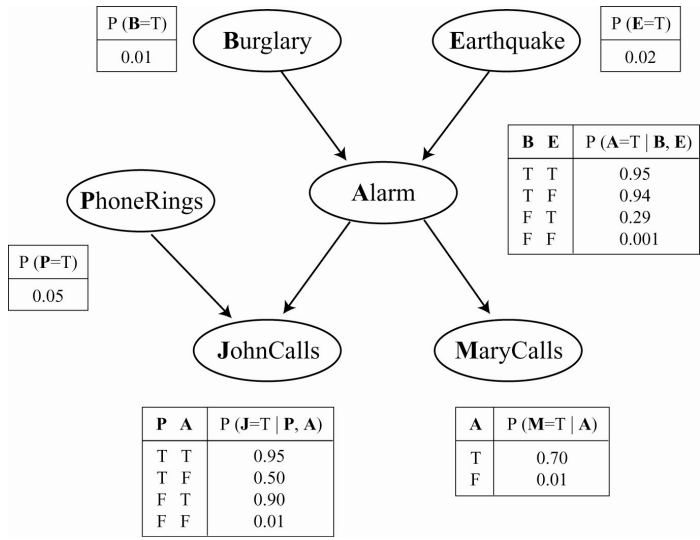 P (B=T)
0.01
Burglary
Earthquake
P (E=T)
0.02
B E P (A=T | B, E)
T T 0.95
T F 0.94
F T 0.29
F F 0.001
Alarm
PhoneRings
P (P=T)
0.05
JohnCalls
MaryCalls
P A P (J=T | P, A)
T T 0.95
T F 0.50
F T 0.90
F F 0.01
A P (M=T | A)
T 0.70
F 0.01